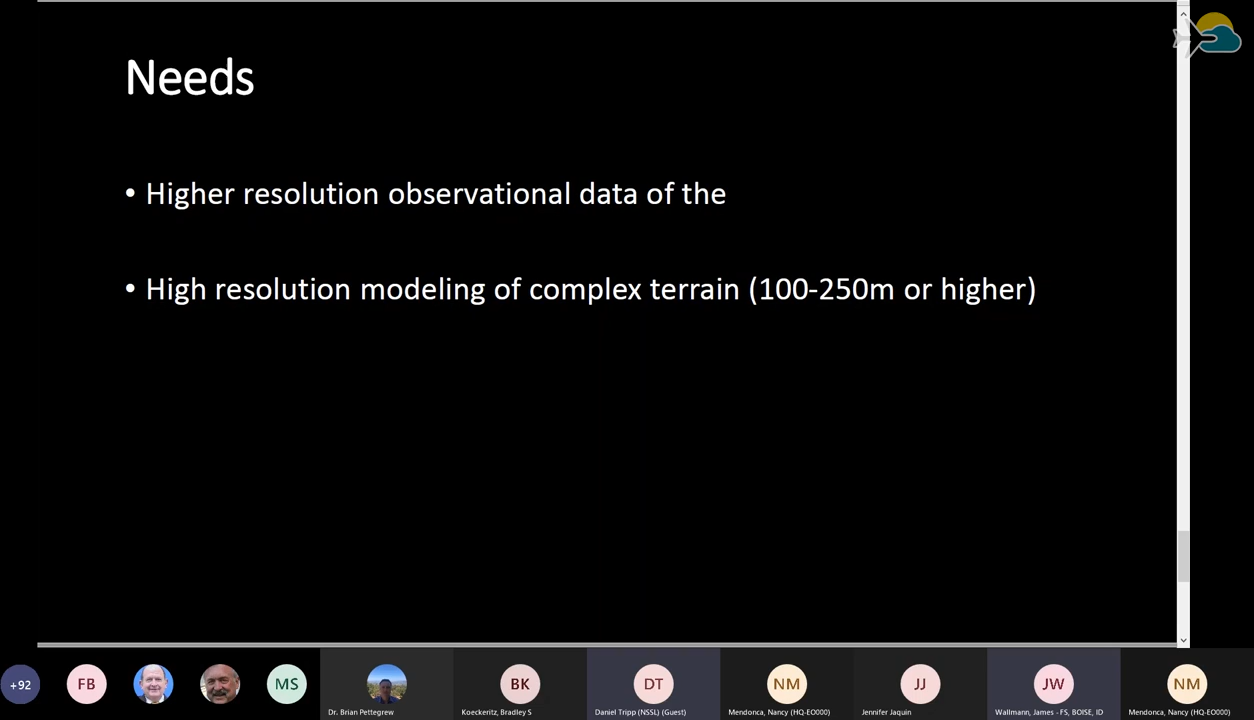 Needs
• Higher resolution observational data of the
• High resolution modeling of complex terrain (100-250m or higher)
+92
FB
MS
BK
DT
NM
JJ
JW
NM
Dr. Brian Pettegrew
Koeckeritz, Bradley S
Daniel Tripp (NSSL) (Guest)
Mendonca, Nancy (HQ-EO000)
Jennifer Jaquin
Wallmann, James - FS, BOISE, ID
Mendonca, Nancy (HQ-EO000)